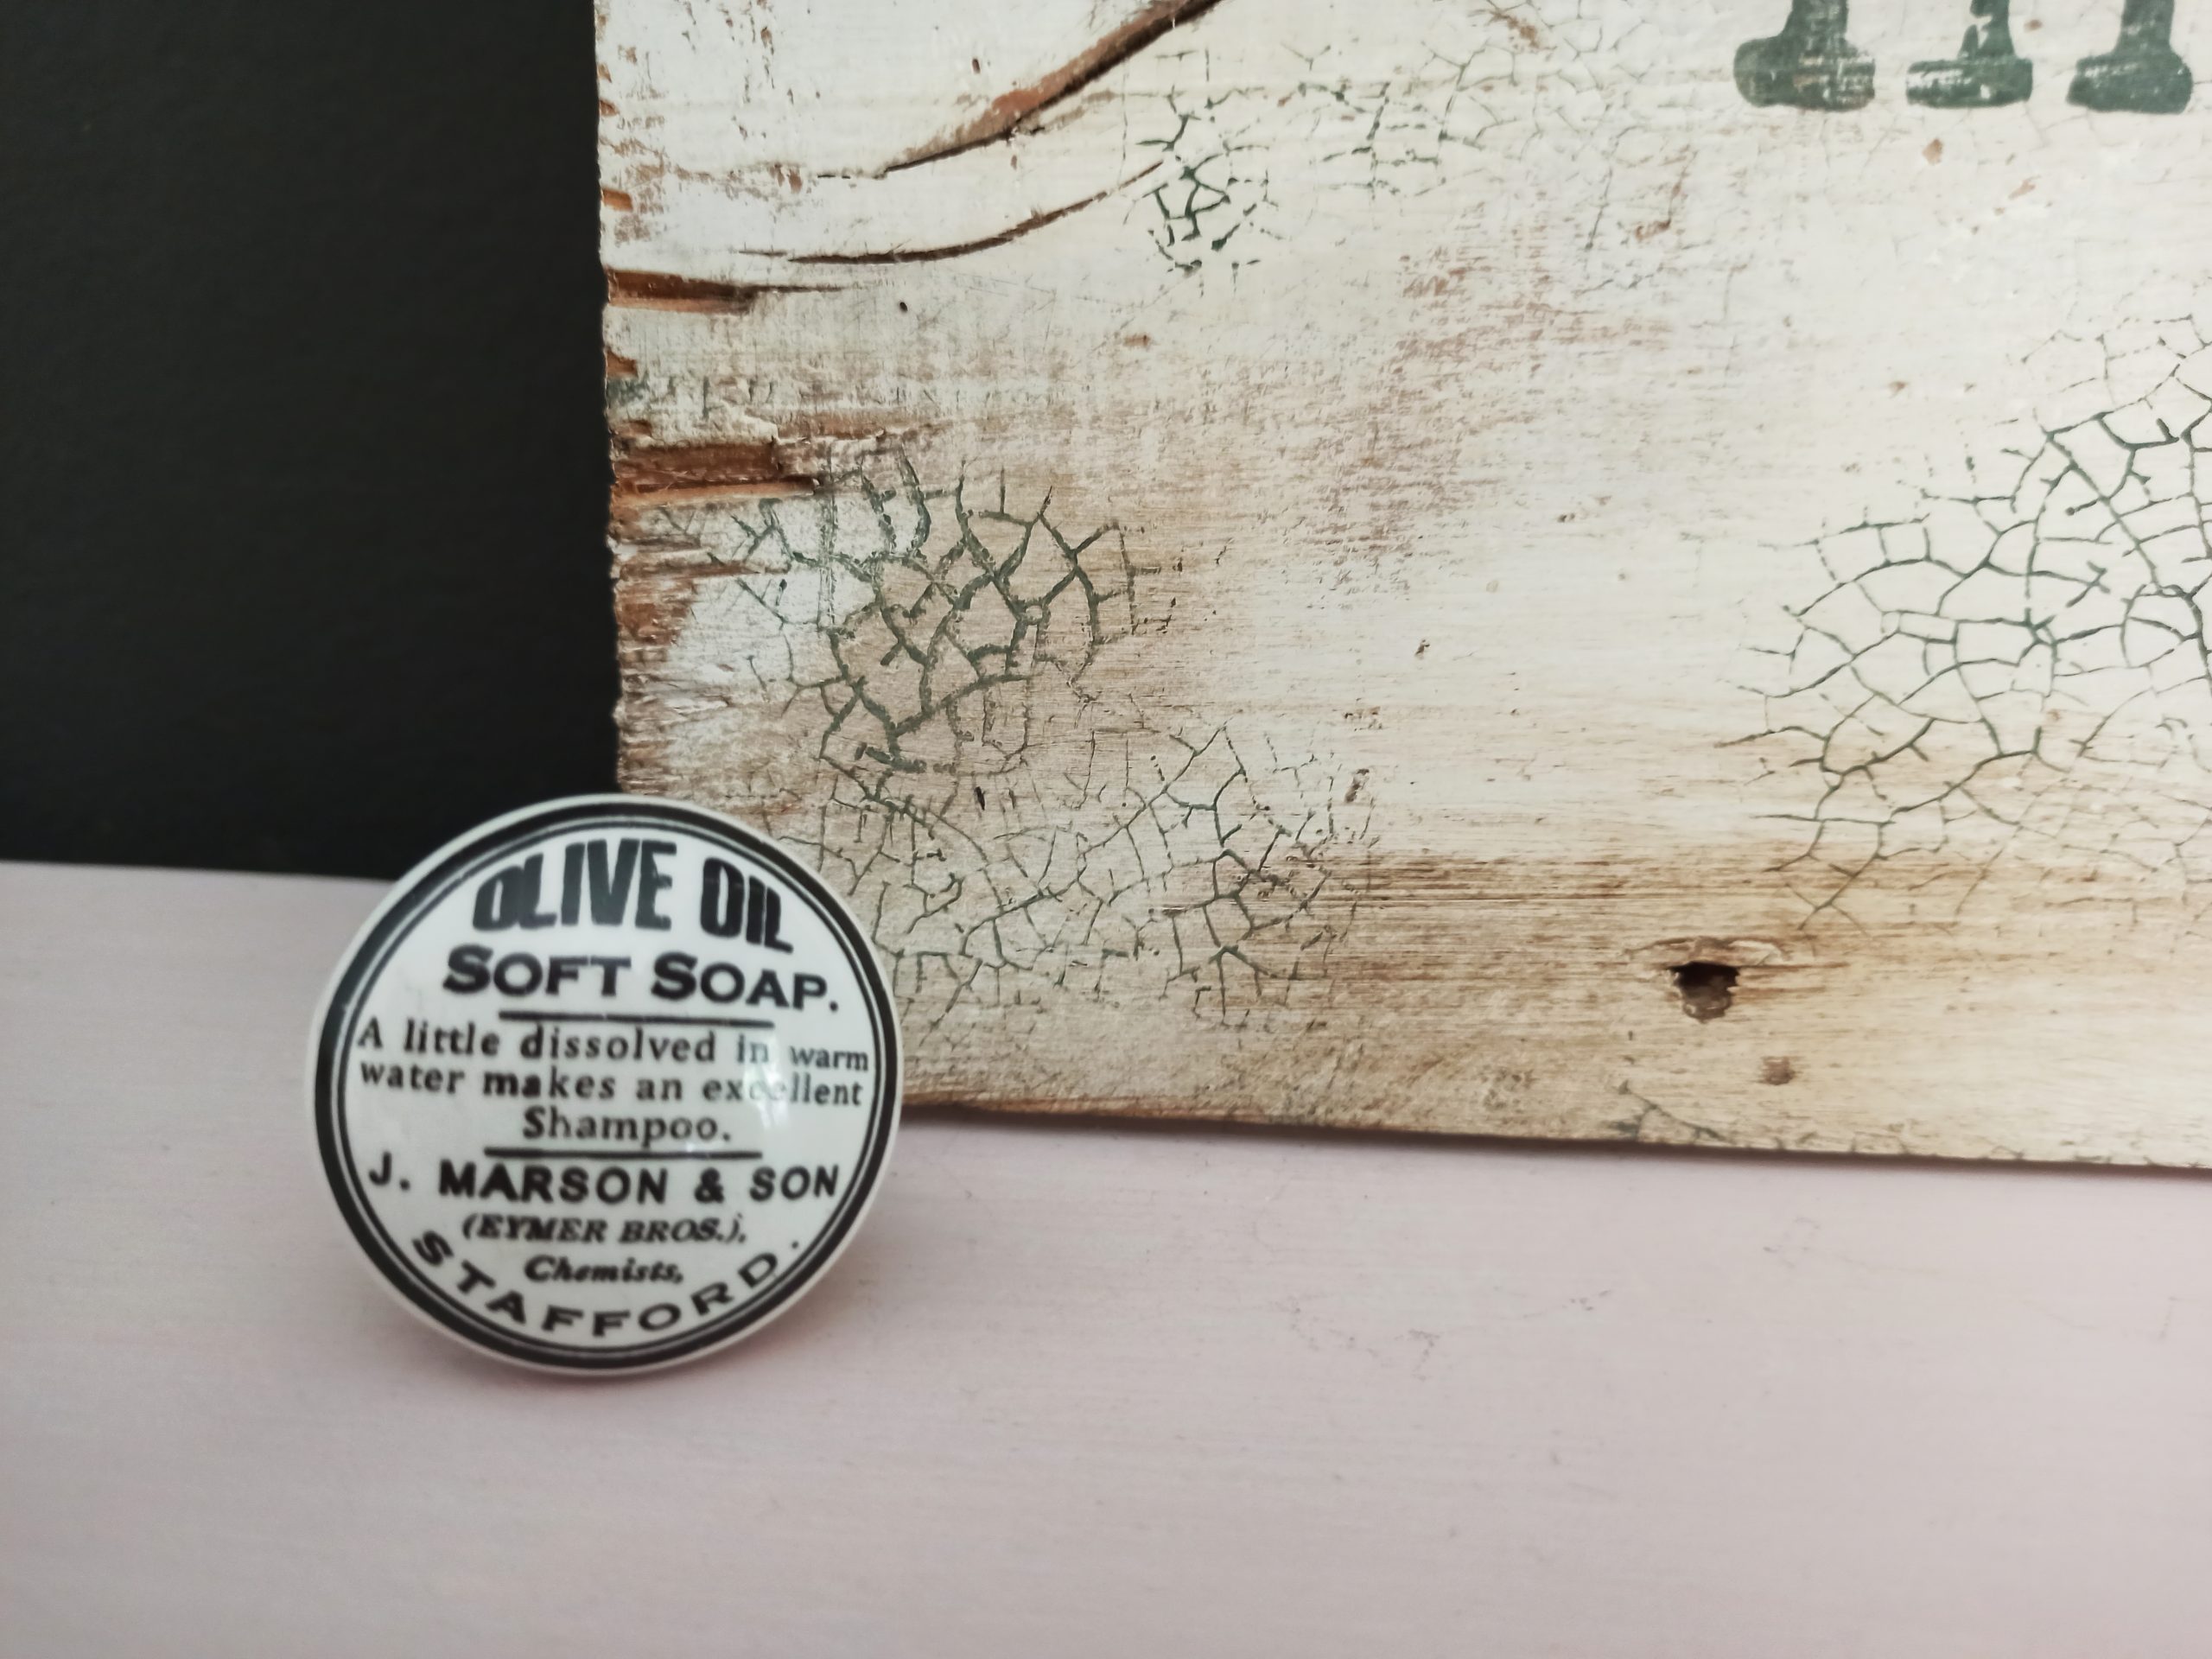 OLIVE OIL
SOFT SOAP.
A little dissolved in warm
water makes an excellent
Shampoo.
J. MARSON & SON
(EYMER BROS.),
Chemists,
STAFFORD.